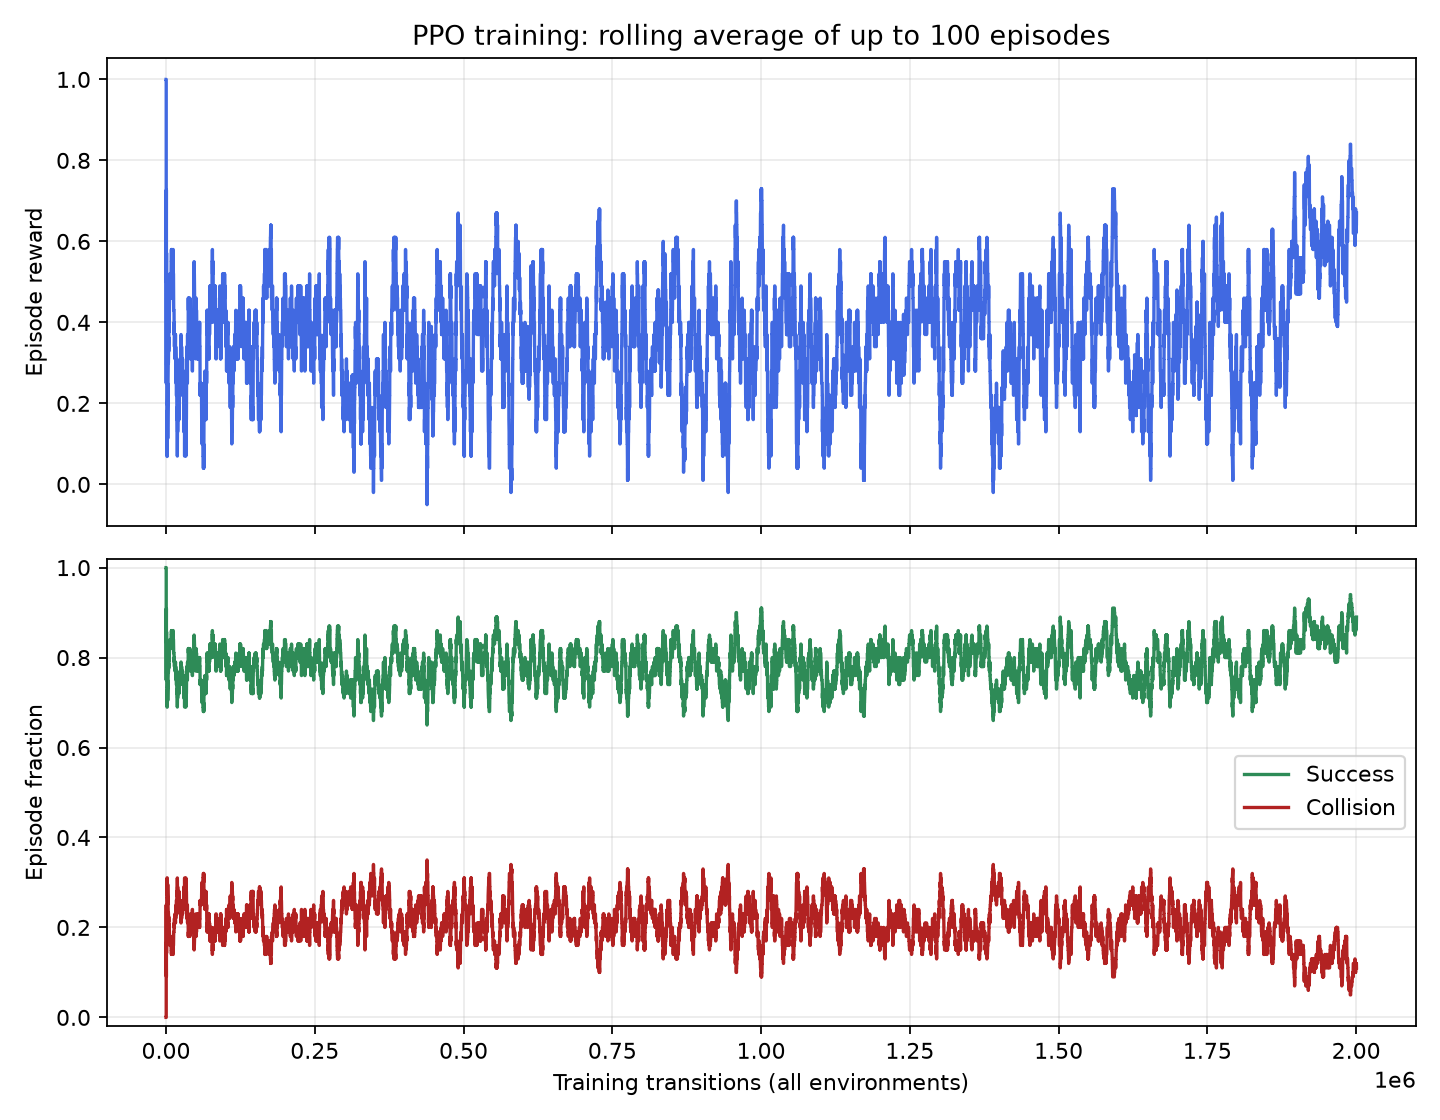 PPO training: rolling average of up to 100 episodes
Episode reward
1.0
0.8
0.6
0.4
0.2
0.0
Episode fraction
1.0
0.8
0.6
0.4
0.2
0.0
Success
Collision
0.00 0.25 0.50 0.75 1.00 1.25 1.50 1.75 2.00
1e6
Training transitions (all environments)